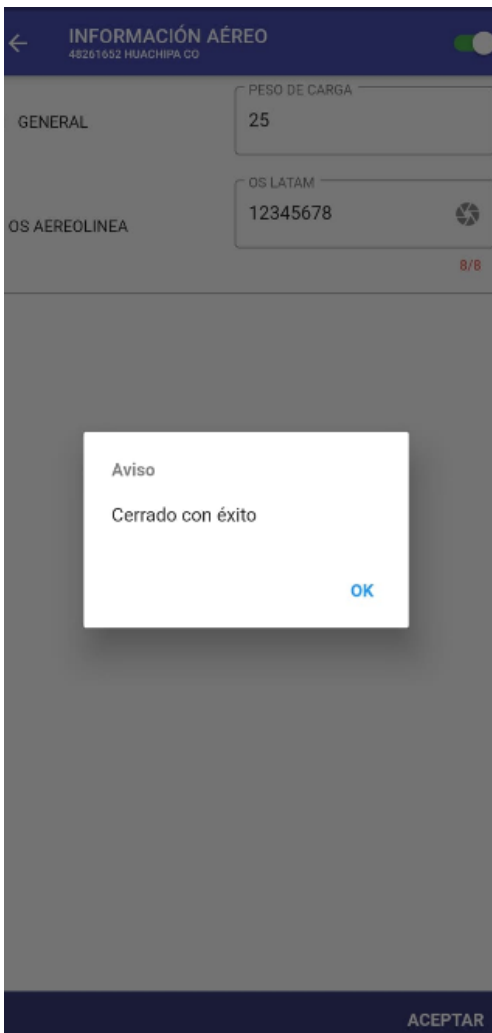 INFORMACIÓN AÉREO
48261652 HUACHIPA CO
PESO DE CARGA
GENERAL
25
OS LATAM
OS AEREOLINEA
12345678
8/8
Aviso
Cerrado con éxito
OK
ACEPTAR